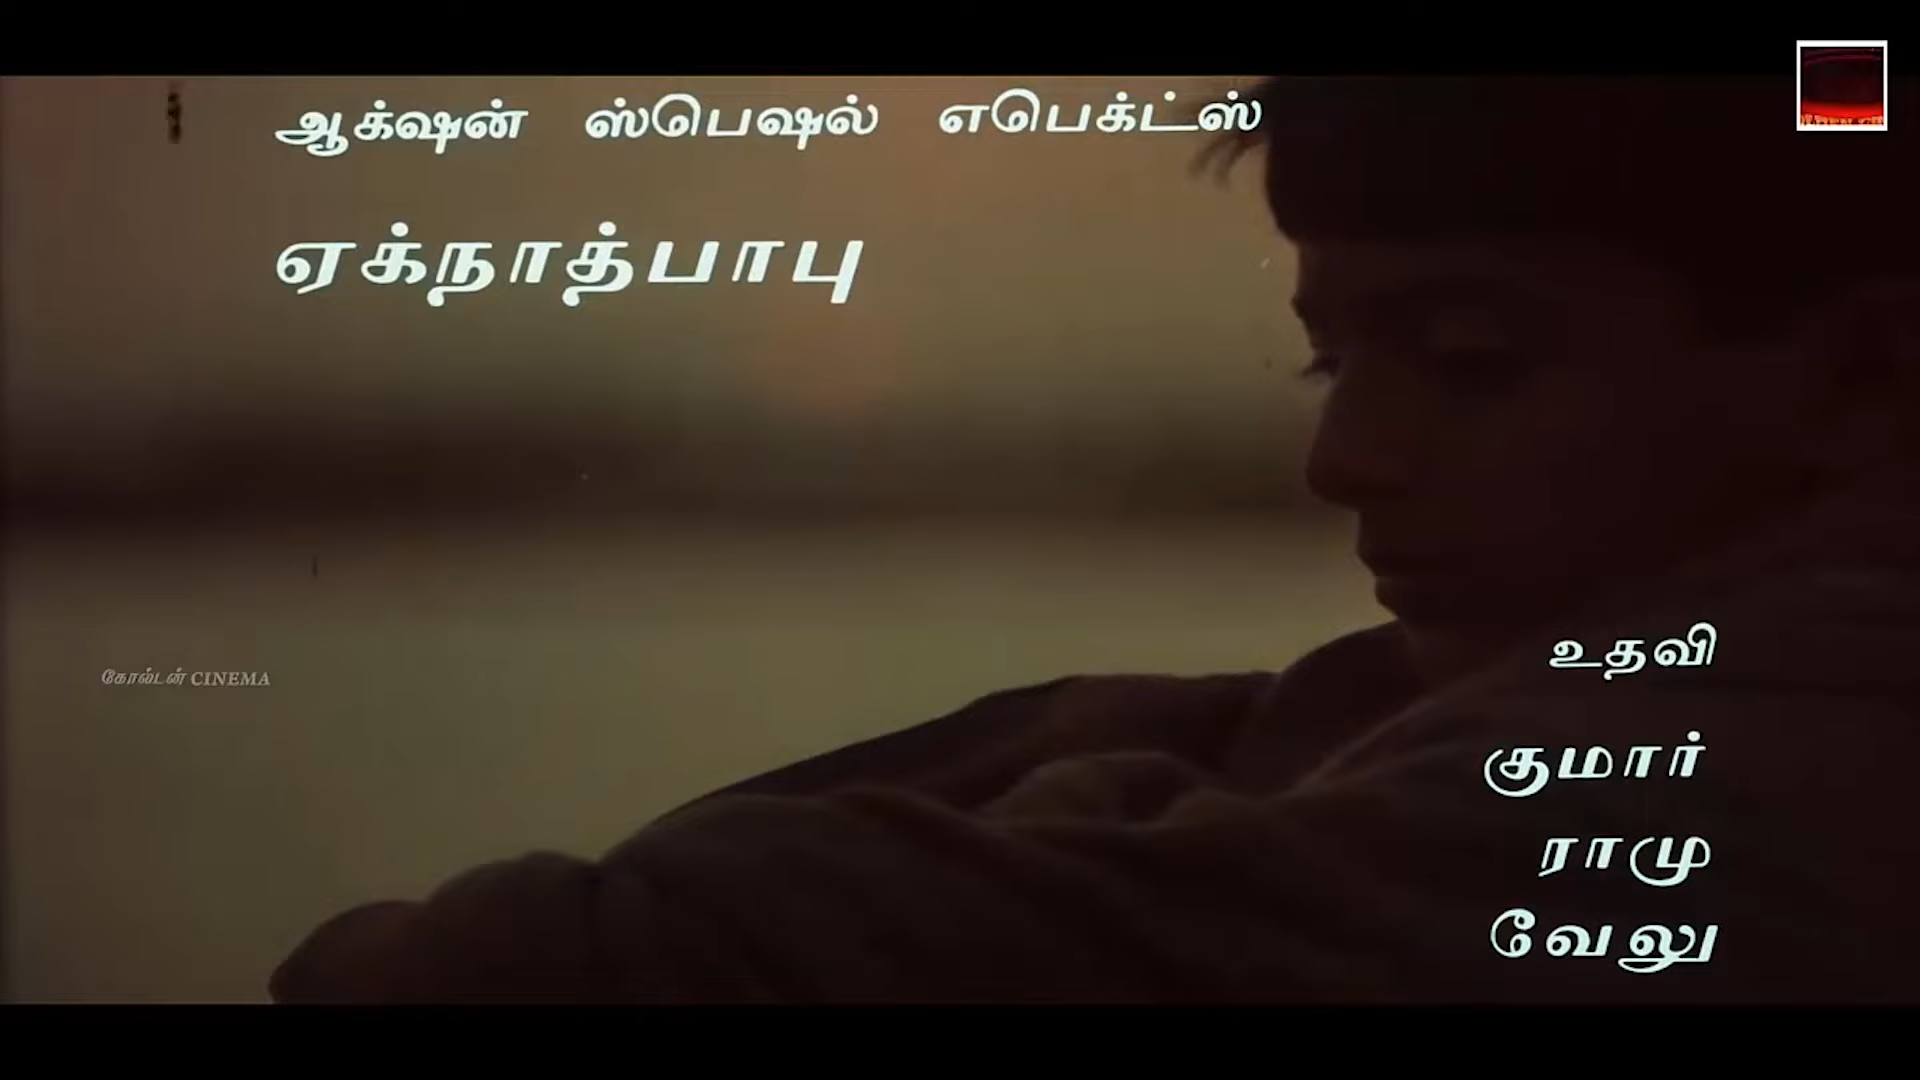 ஆக்ஷன் ஸ்பெஷல் எபெக்ட்ஸ்
ஏக்நாத்பாபு
உதவி
கோல்டன் CINEMA
குமார்
ராமு
வேலு